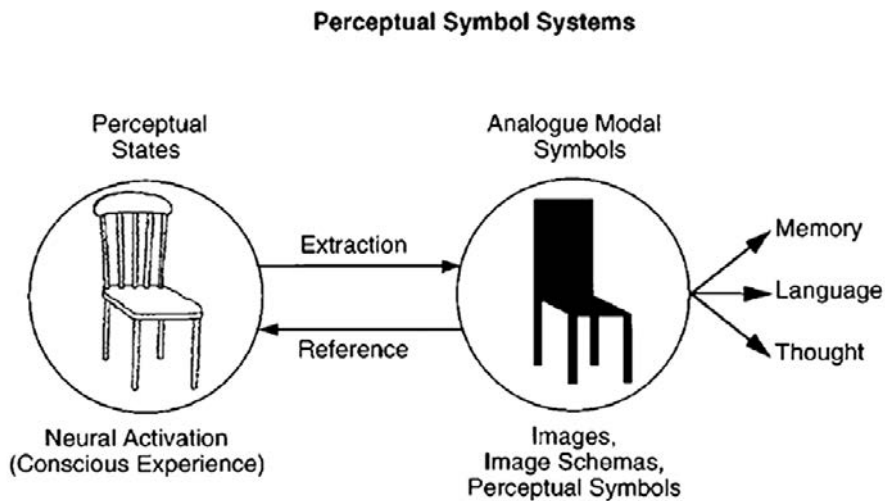 Perceptual Symbol Systems
Perceptual
States
Analogue Modal
Symbols
Extraction
Reference
Memory
Language
Thought
Neural Activation
(Conscious Experience)
Images,
Image Schemas,
Perceptual Symbols